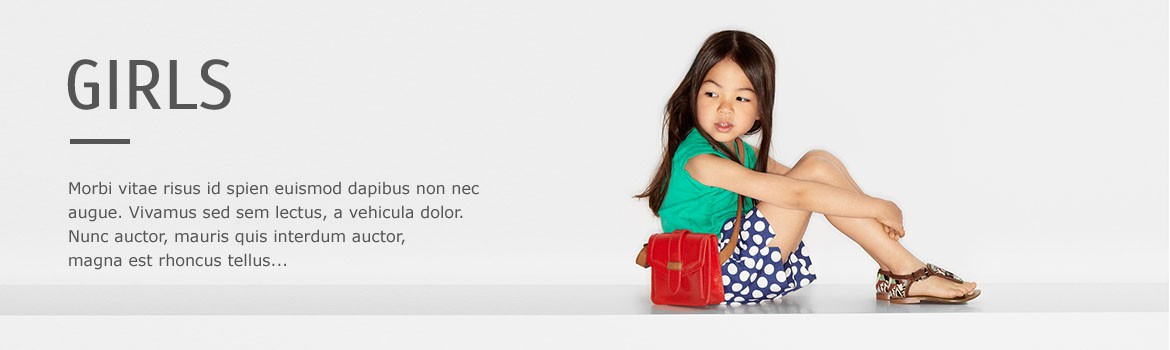 GIRLS
Morbi vitae risus id spien euismod dapibus non nec
augue. Vivamus sed sem lectus, a vehicula dolor.
Nunc auctor, mauris quis interdum auctor,
magna est rhoncus tellus...